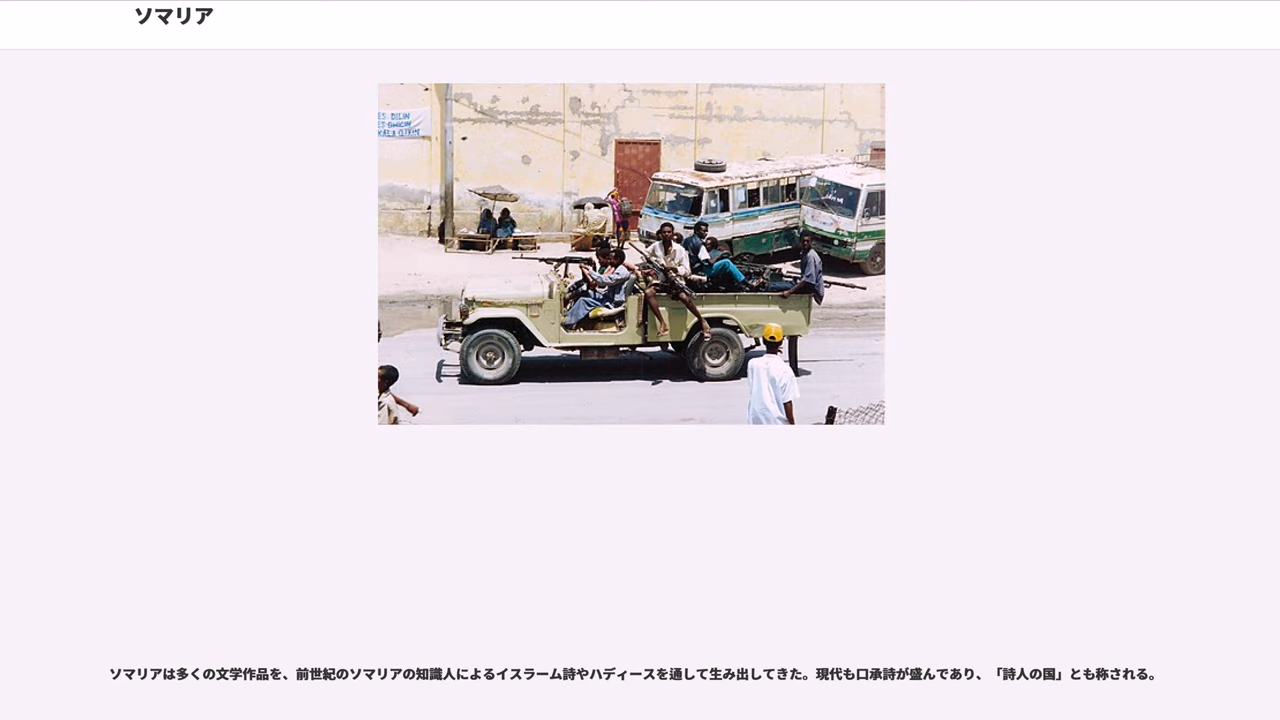 ソマリア
ES DILIN
ソマリアは多くの文学作品を、前世紀のソマリアの知識人によるイスラーム詩やハディースを通して生み出してきた。現代も口承詩が盛んであり、「詩人の国」とも称される。